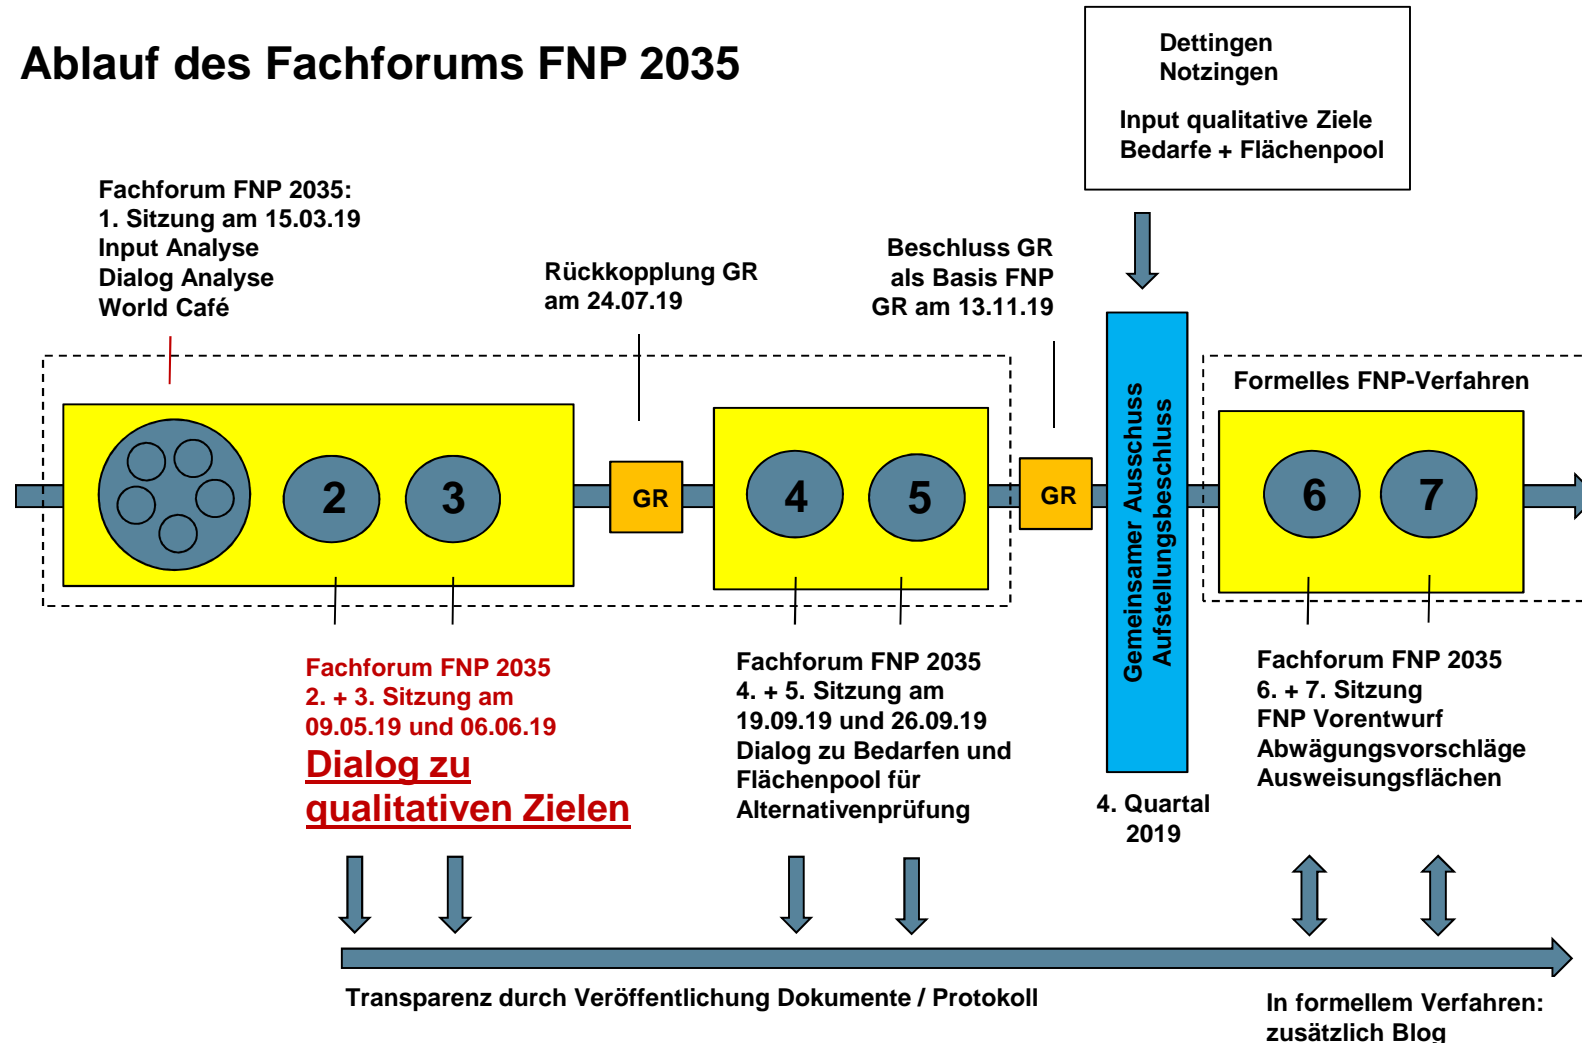 Ablauf des Fachforums FNP 2035
Dettingen
Notzingen
Input qualitative Ziele
Bedarfe + Flächenpool
Fachforum FNP 2035:
1. Sitzung am 15.03.19
Input Analyse
Dialog Analyse
World Café
Rückkopplung GR
am 24.07.19
Beschluss GR
als Basis FNP
GR am 13.11.19
Formelles FNP-Verfahren
2
3
GR
4
5
GR
Gemeinsamer Ausschuss
Aufstellungsbeschluss
6
7
Fachforum FNP 2035
2. + 3. Sitzung am
09.05.19 und 06.06.19
Dialog zu
qualitativen Zielen
Fachforum FNP 2035
4. + 5. Sitzung am
19.09.19 und 26.09.19
Dialog zu Bedarfen und
Flächenpool für
Alternativenprüfung
4. Quartal
2019
Fachforum FNP 2035
6. + 7. Sitzung
FNP Vorentwurf
Abwägungsvorschläge
Ausweisungsflächen
Transparenz durch Veröffentlichung Dokumente / Protokoll
In formellem Verfahren:
zusätzlich Blog